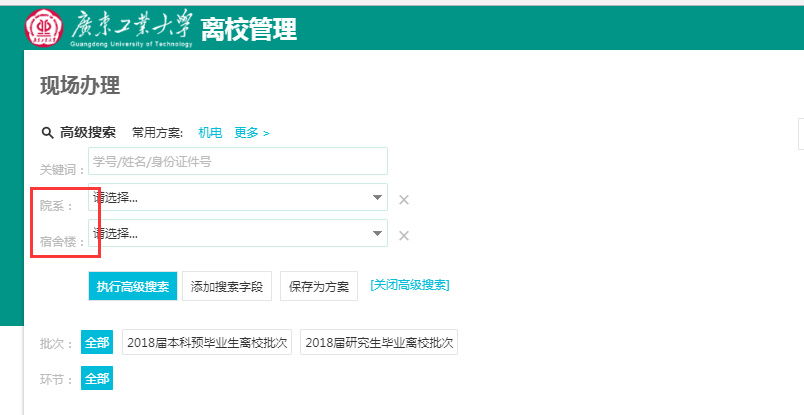 廣東工業大學 离校管理
Guangdong University of Technology
现场办理
高级搜索 常用方案: 机电 更多 >
关键词： 学号/姓名/身份证件号
院系： 请选择...
宿舍楼： 请选择...
执行高级搜索 添加搜索字段 保存为方案 [关闭高级搜索]
批次： 全部 2018届本科预毕业生离校批次 2018届研究生毕业离校批次
环节： 全部